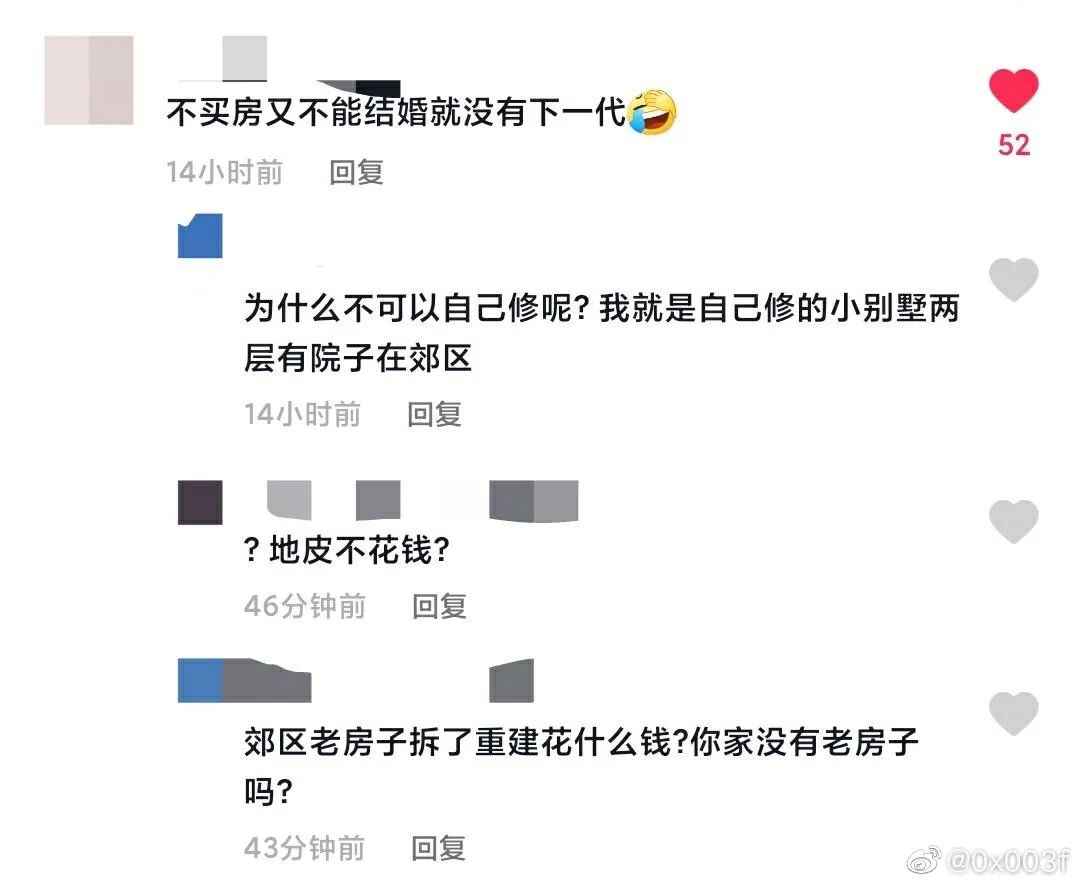 不买房又不能结婚就没有下一代🤣
52
14小时前 回复
为什么不可以自己修呢? 我就是自己修的小别墅两
层有院子在郊区
14小时前 回复
? 地皮不花钱?
46分钟前 回复
郊区老房子拆了重建花什么钱?你家没有老房子
吗?
43分钟前 回复
@0x003f